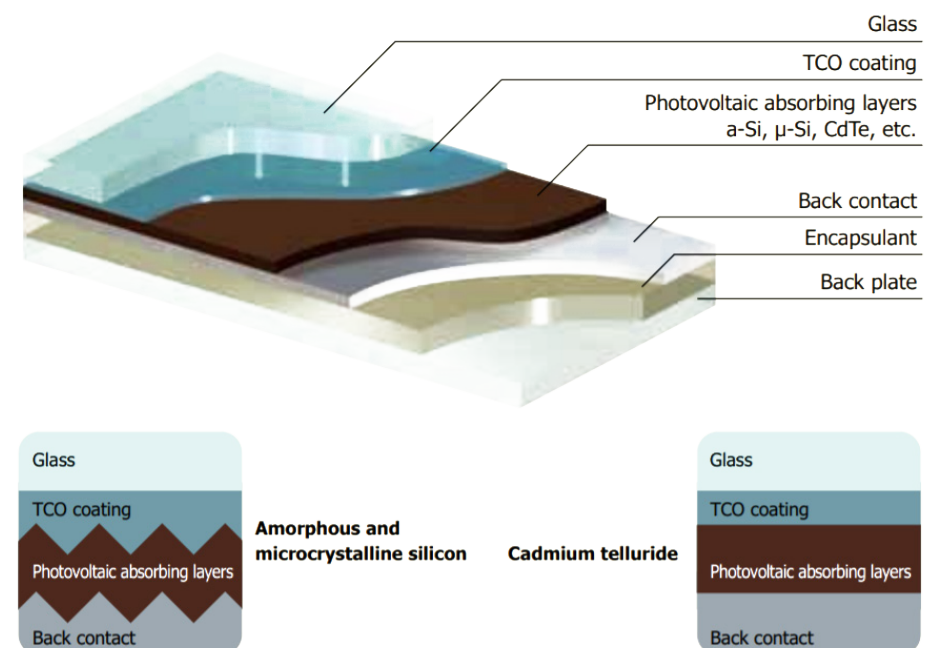 Glass
TCO coating
Photovoltaic absorbing layers
a-Si, µ-Si, CdTe, etc.
Back contact
Encapsulant
Back plate
Glass
TCO coating
Photovoltaic absorbing layers
Back contact
Amorphous and
microcrystalline silicon
Cadmium telluride
Glass
TCO coating
Photovoltaic absorbing layers
Back contact